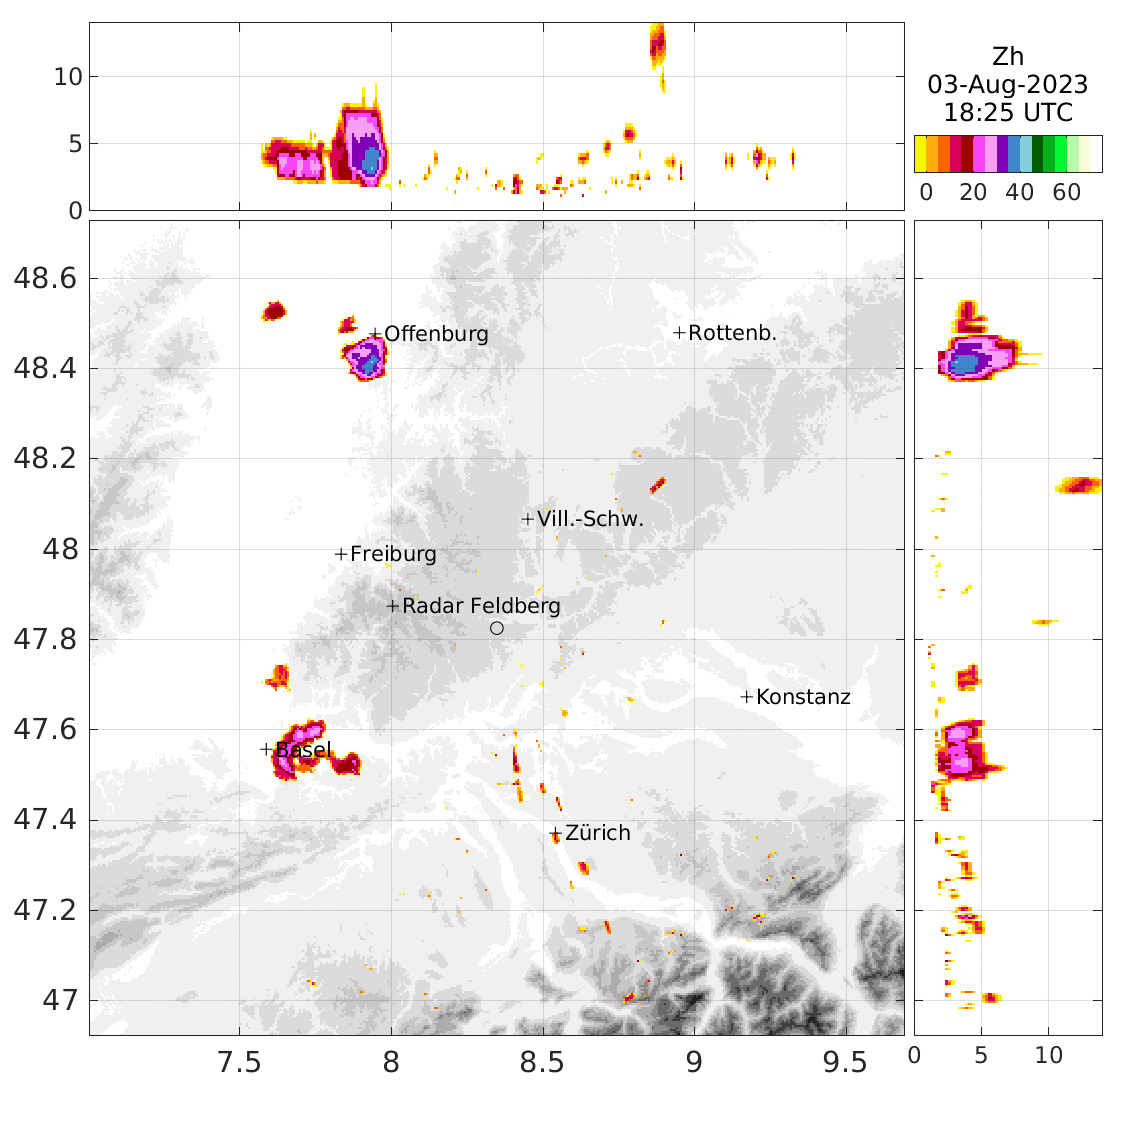 10
5
0
Zh
03-Aug-2023
18:25 UTC
0 20 40 60
48.6
48.4
48.2
48
47.8
47.6
47.4
47.2
47
Offenburg
Rottenb.
Vill.-Schw.
Freiburg
Radar Feldberg
Konstanz
Basel
Zürich
7.5 8 8.5 9 9.5
0 5 10